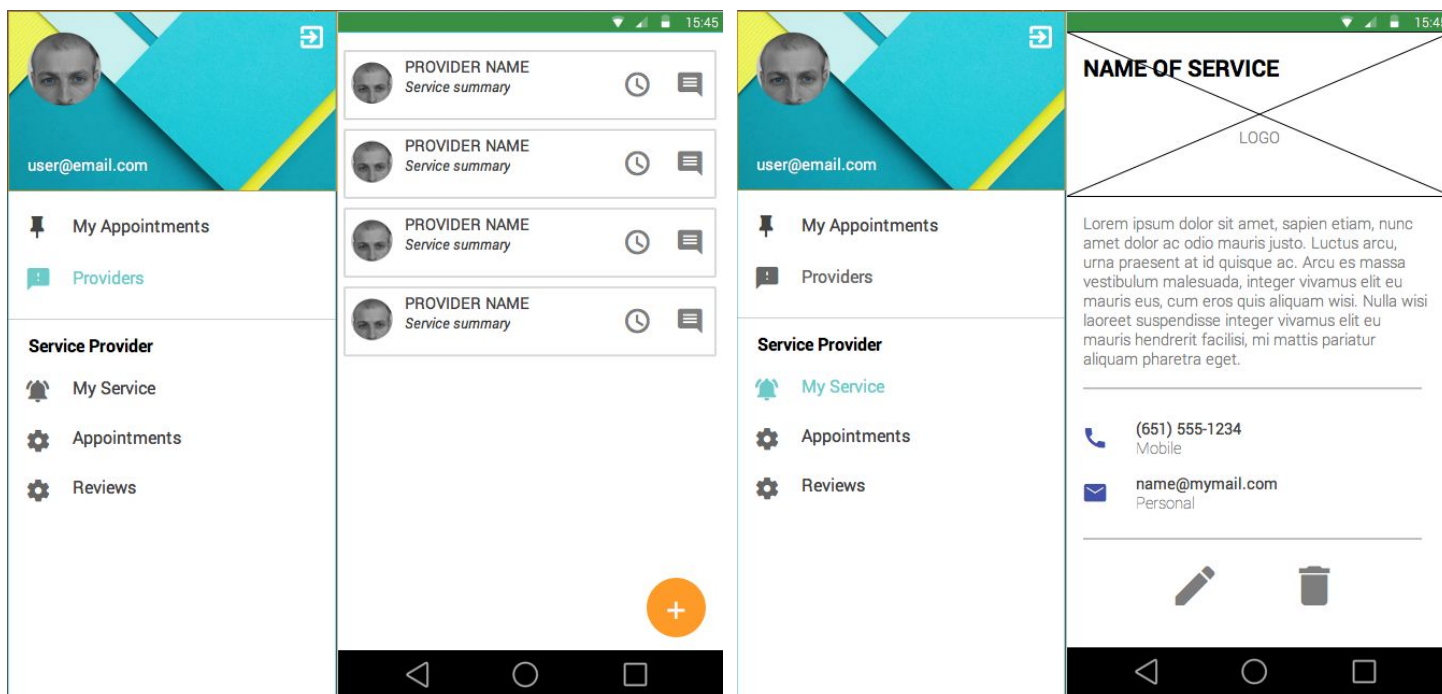 user@email.com
My Appointments
Providers
Service Provider
My Service
Appointments
Reviews
15:45
PROVIDER NAME
Service summary
PROVIDER NAME
Service summary
PROVIDER NAME
Service summary
PROVIDER NAME
Service summary
+
user@email.com
My Appointments
Providers
Service Provider
My Service
Appointments
Reviews
15:45
NAME OF SERVICE
LOGO
Lorem ipsum dolor sit amet, sapien etiam, nunc
amet dolor ac odio mauris justo. Luctus arcu,
urna praesent at id quisque ac. Arcu es massa
vestibulum malesuada, integer vivamus elit eu
mauris eus, cum eros quis aliquam wisi. Nulla wisi
laoreet suspendisse integer vivamus elit eu
mauris hendrerit facilisi, mi mattis pariatur
aliquam pharetra eget.
(651) 555-1234
Mobile
name@mymail.com
Personal